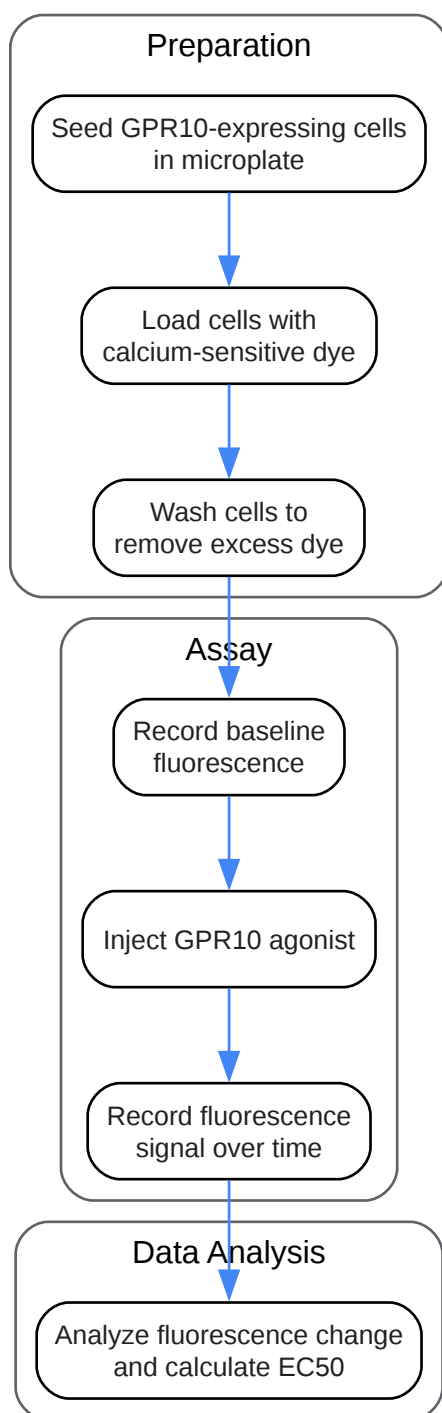 Preparation
Seed GPR10-expressing cells
in microplate
Load cells with
calcium-sensitive dye
Wash cells to
remove excess dye
Assay
Record baseline
fluorescence
Inject GPR10 agonist
Record fluorescence
signal over time
Data Analysis
Analyze fluorescence change
and calculate EC50